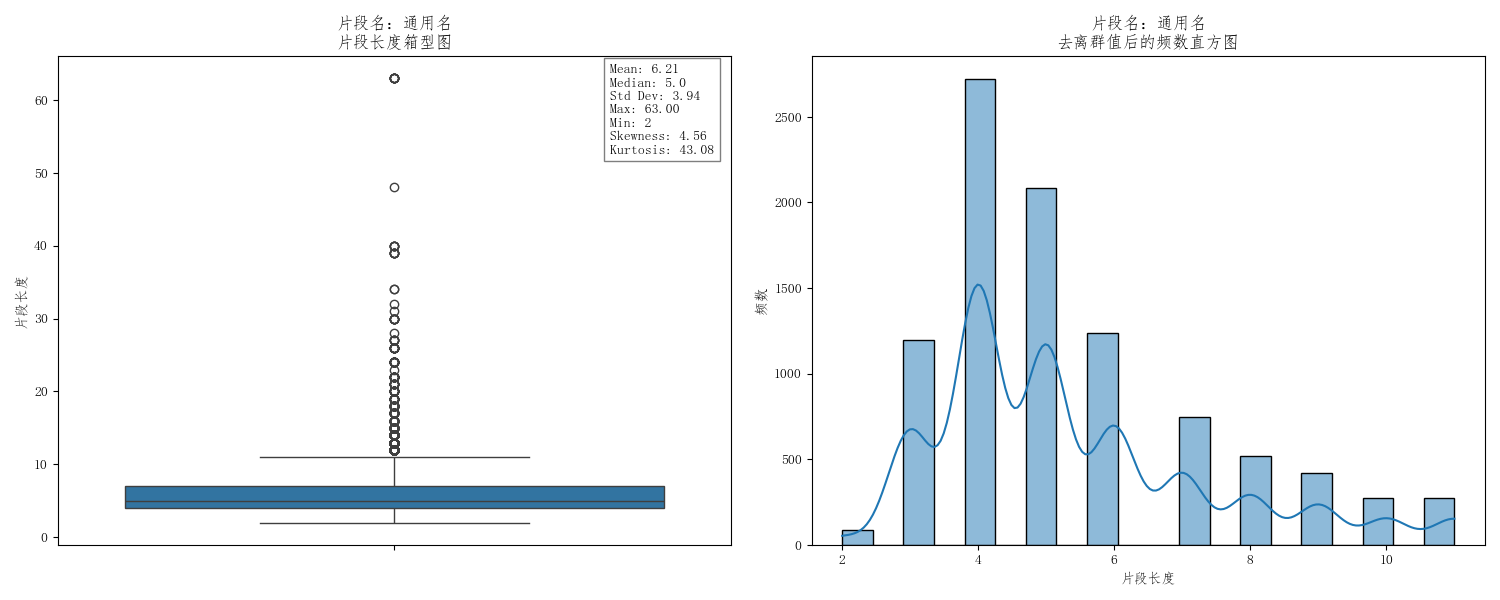 片段名: 通用名
片段长度箱型图
Mean: 6.21
Median: 5.0
Std Dev: 3.94
Max: 63.00
Min: 2
Skewness: 4.56
Kurtosis: 43.08
60
50
40
30
20
10
0
片段长度
片段名: 通用名
去离群值后的频数直方图
2500
2000
1500
1000
500
0
频数
2
4
6
8
10
片段长度